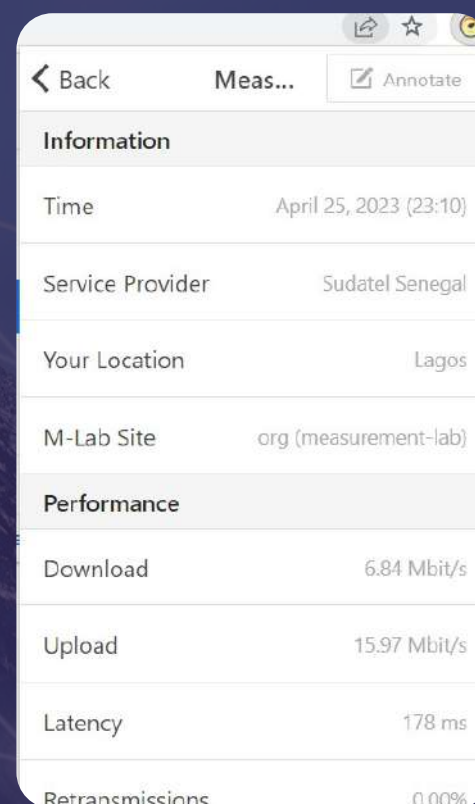 Back Meas... Annotate
Information
Time April 25, 2023 (23:10)
Service Provider Sudatel Senegal
Your Location Lagos
M-Lab Site org (measurement-lab)
Performance
Download 6.84 Mbit/s
Upload 15.97 Mbit/s
Latency 178 ms
Retransmissions 0.00%